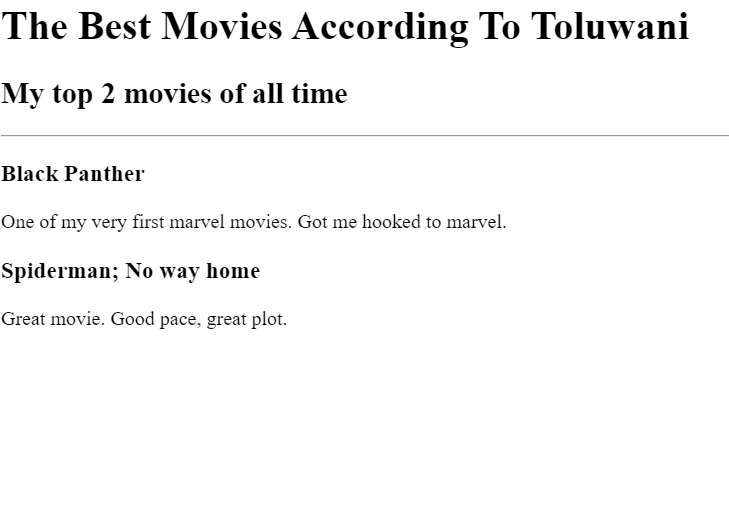 The Best Movies According To Toluwani
My top 2 movies of all time
Black Panther
One of my very first marvel movies. Got me hooked to marvel.
Spiderman; No way home
Great movie. Good pace, great plot.